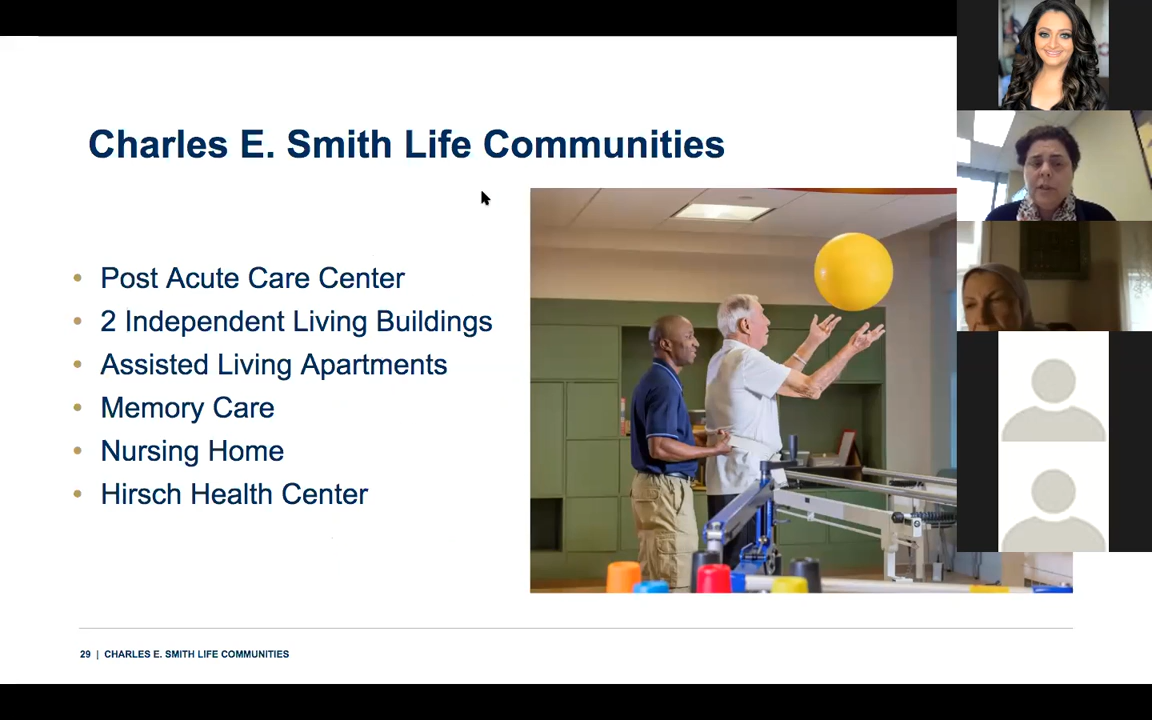 Charles E. Smith Life Communities
• Post Acute Care Center
• 2 Independent Living Buildings
• Assisted Living Apartments
• Memory Care
• Nursing Home
• Hirsch Health Center
29 | CHARLES E. SMITH LIFE COMMUNITIES